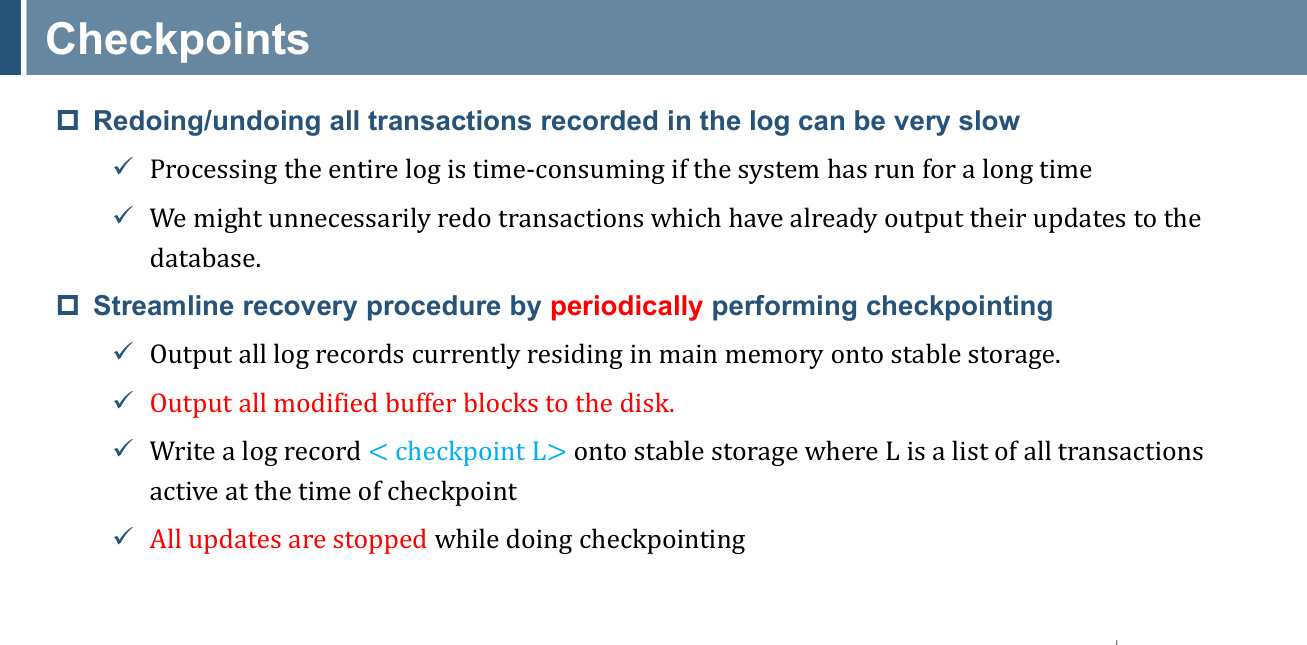 Checkpoints
Redoing/undoing all transactions recorded in the log can be very slow
Processing the entire log is time-consuming if the system has run for a long time
We might unnecessarily redo transactions which have already output their updates to the
database.
Streamline recovery procedure by periodically performing checkpointing
Output all log records currently residing in main memory onto stable storage.
Output all modified buffer blocks to the disk.
Write a log record < checkpoint L> onto stable storage where L is a list of all transactions
active at the time of checkpoint
All updates are stopped while doing checkpointing